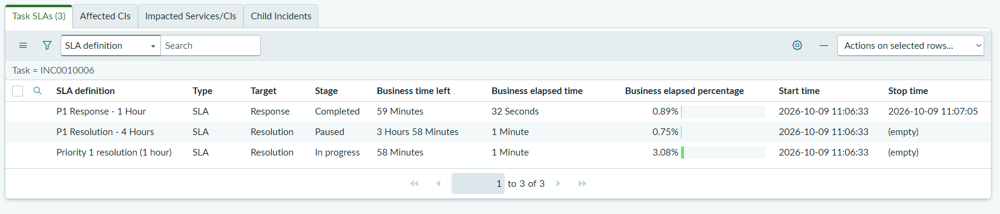 Task SLAs (3) Affected CIs Impacted Services/CIs Child Incidents
SLA definition Search Actions on selected rows...
Task = INC0010006
SLA definition Type Target Stage Business time left Business elapsed time Business elapsed percentage Start time Stop time
P1 Response - 1 Hour SLA Response Completed 59 Minutes 32 Seconds 0.89% 2026-10-09 11:06:33 2026-10-09 11:07:05
P1 Resolution - 4 Hours SLA Resolution Paused 3 Hours 58 Minutes 1 Minute 0.75% 2026-10-09 11:06:33 (empty)
Priority 1 resolution (1 hour) SLA Resolution In progress 58 Minutes 1 Minute 3.08% 2026-10-09 11:06:33 (empty)
1 to 3 of 3